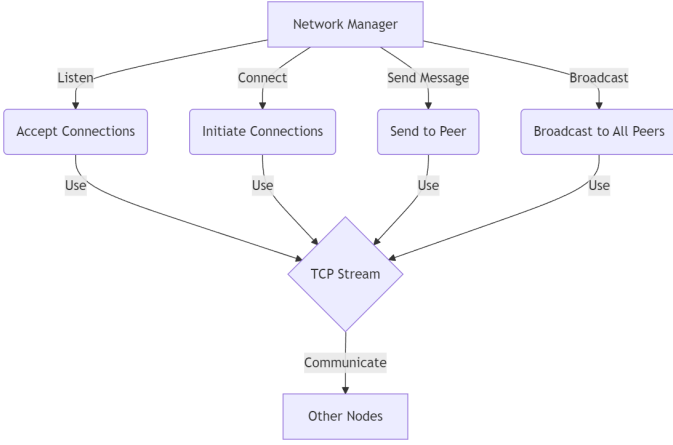 Network Manager
Listen
Connect
Send Message
Broadcast
Accept Connections
Initiate Connections
Send to Peer
Broadcast to All Peers
Use
Use
Use
Use
TCP Stream
Communicate
Other Nodes